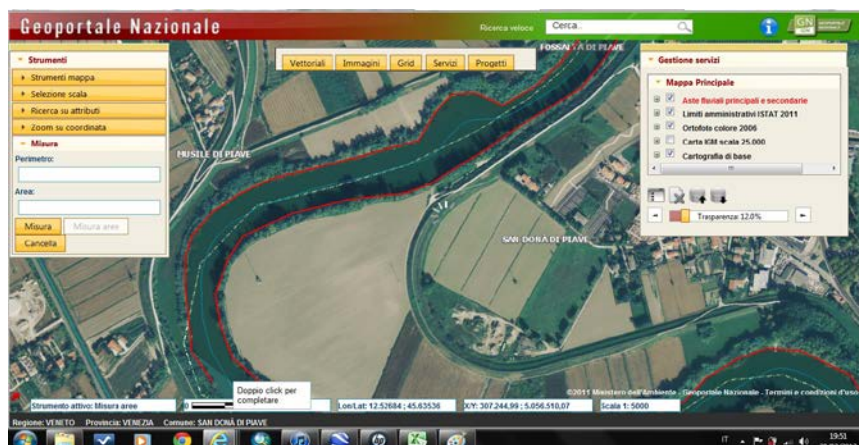 Geoportale Nazionale
Ricerca veloce
Cerca..
GN
Strumenti
Strumenti mappa
Selezione scala
Ricerca su attributi
Zoom su coordinata
Misura
Perimetro:
Area:
Misura
Misura aree
Cancella
Vettoriali
Immagini
Grid
Servizi
Progetti
FOSSALTA DI PIAVE
MUSILE DI PIAVE
SAN DONÀ DI PIAVE
Gestione servizi
Mappa Principale
Aste fluviali principali e secondarie
Limiti amministrativi ISTAT 2011
Ortofoto colore 2006
Carta IGM scala 25.000
Cartografia di base
Trasparenza: 12.0%
Doppio click per
completare
©2011 Ministero dell'Ambiente - Geoportale Nazionale - Termini e condizioni d'uso
Strumento attivo: Misura aree
Lon/Lat: 12.52684 ; 45.63536
X/Y: 307.244,99 ; 5.056.510,07
Scala 1: 5000
Regione: VENETO Provincia: VENEZIA Comune: SAN DONÀ DI PIAVE
IT
19:51